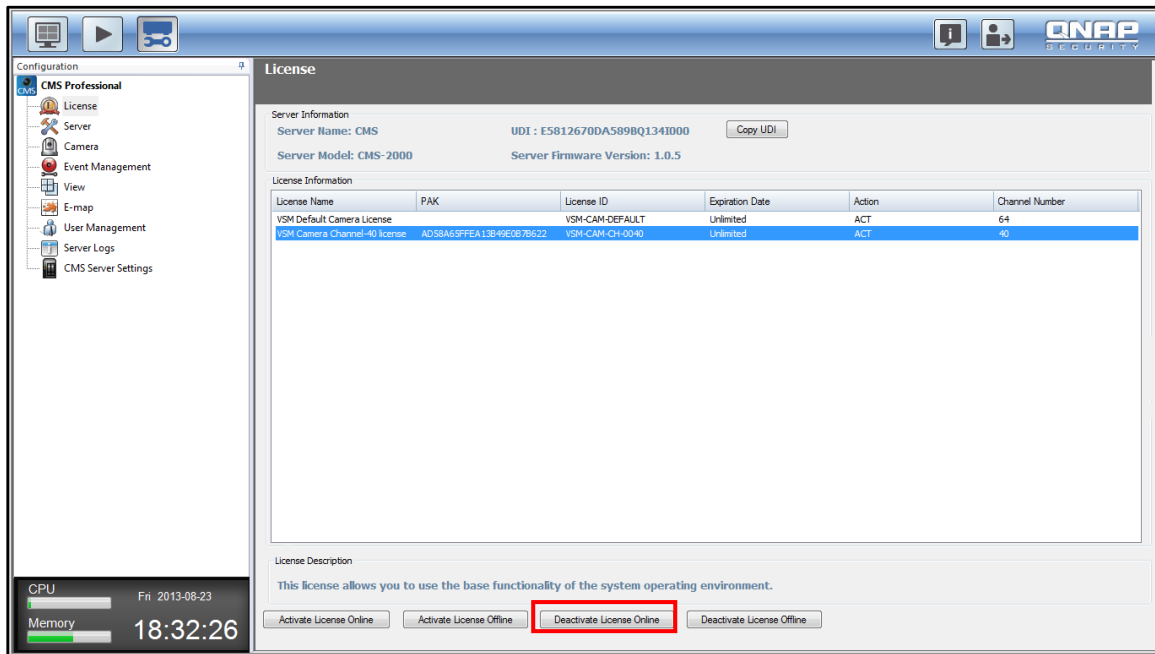 QNAP
SECURITY
Configuration
CMS Professional
License
Server
Camera
Event Management
View
E-map
User Management
Server Logs
CMS Server Settings
CPU
Fri 2013-08-23
Memory
18:32:26
License
Server Information
Server Name: CMS UDI : E5812670DA589BQ134I000 Copy UDI
Server Model: CMS-2000 Server Firmware Version: 1.0.5
License Information
License Name PAK License ID Expiration Date Action Channel Number
VSM Default Camera License VSM-CAM-DEFAULT Unlimited ACT 64
VSM Camera Channel-40 license AD58A65FFEA13B49E0B7B622 VSM-CAM-CH-0040 Unlimited ACT 40
License Description
This license allows you to use the base functionality of the system operating environment.
Activate License Online Activate License Offline Deactivate License Online Deactivate License Offline